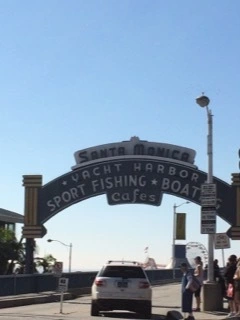 Santa Monica
* YACHT HARBOR *
SPORT FISHING * BOATING
Cafes